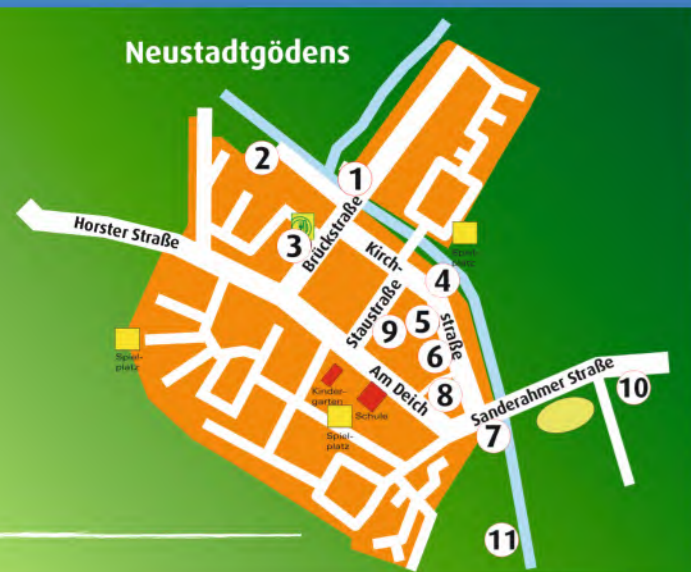 Neustadtgödens
2
1
Horster Straße
3
Brückstraße
Kirch-
straße
Spiel-
platz
4
Staustraße
9
5
6
Spiel-
platz
Am Deich
Kinder-
garten
Schule
8
Spiel-
platz
Sanderahmer Straße
7
10
11